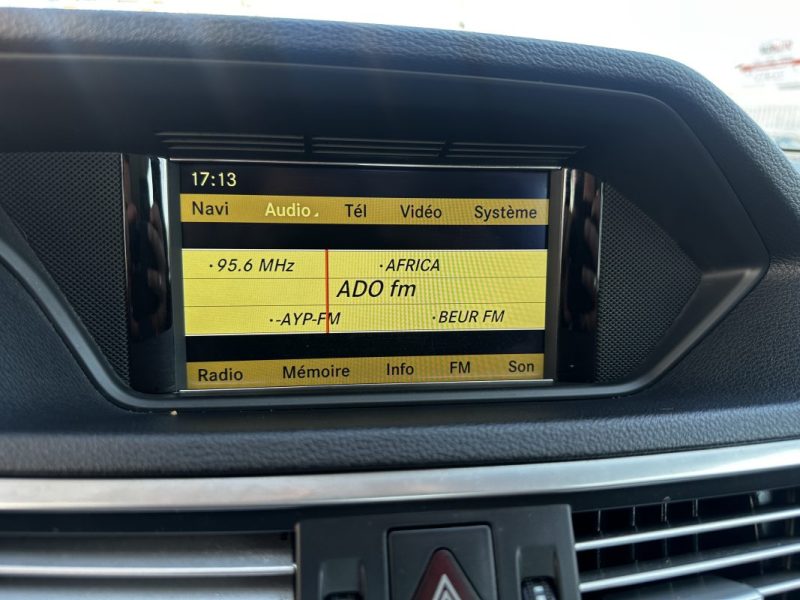 17:13
Navi Audio Tél Vidéo Système
·95.6 MHz ·AFRICA
ADO fm
·-AYP-FM ·BEUR FM
Radio Mémoire Info FM Son